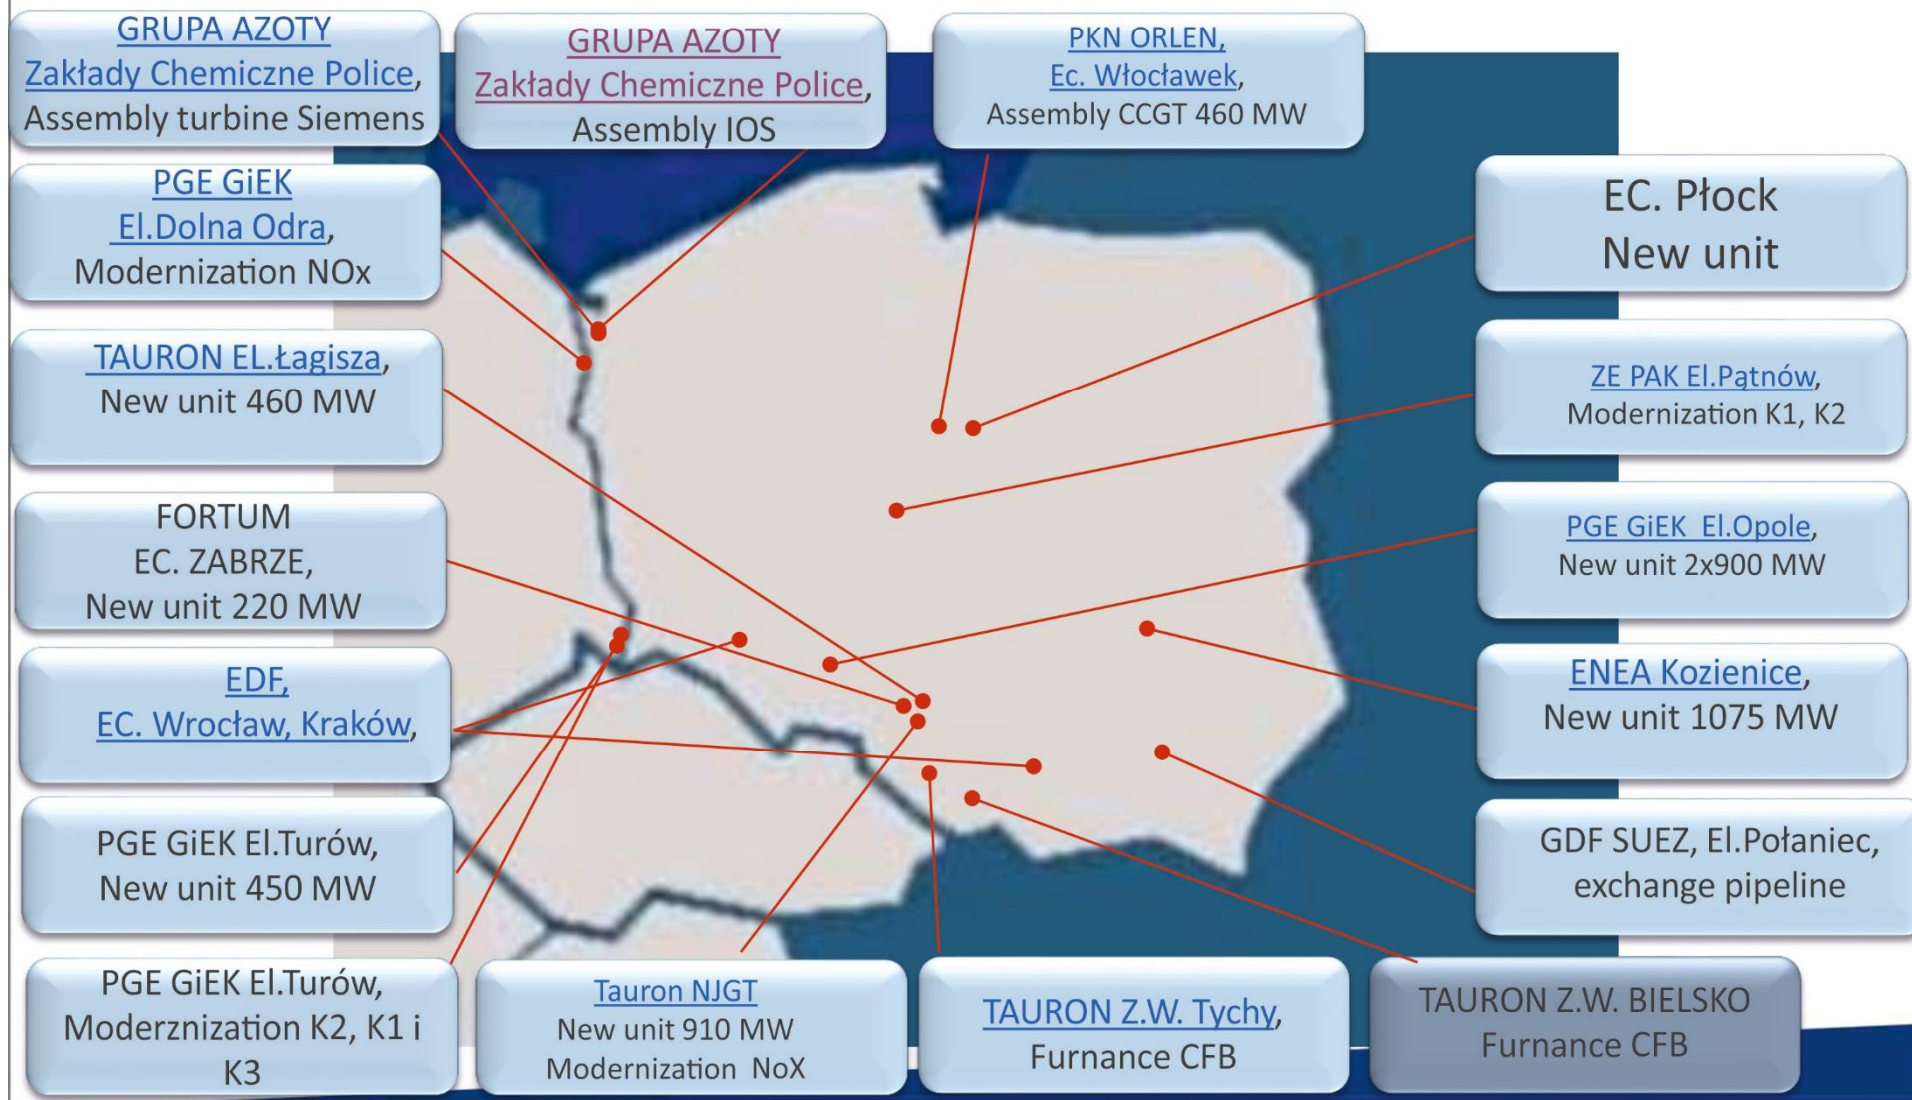 GRUPA AZOTY
Zakłady Chemiczne Police,
Assembly turbine Siemens
GRUPA AZOTY
Zakłady Chemiczne Police,
Assembly IOS
PKN ORLEN,
Ec. Włocławek,
Assembly CCGT 460 MW
PGE GiEK
El.Dolna Odra,
Modernization NOx
EC. Płock
New unit
TAURON EL.Łagisza,
New unit 460 MW
ZE PAK El.Pątnów,
Modernization K1, K2
FORTUM
EC. ZABRZE,
New unit 220 MW
PGE GiEK El.Opole,
New unit 2x900 MW
EDF,
EC. Wrocław, Kraków,
ENEA Kozienice,
New unit 1075 MW
PGE GiEK El.Turów,
New unit 450 MW
GDF SUEZ, El.Połaniec,
exchange pipeline
PGE GiEK El.Turów,
Moderznization K2, K1 i
K3
Tauron NJGT
New unit 910 MW
Modernization NoX
TAURON Z.W. Tychy,
Furnance CFB
TAURON Z.W. BIELSKO
Furnance CFB